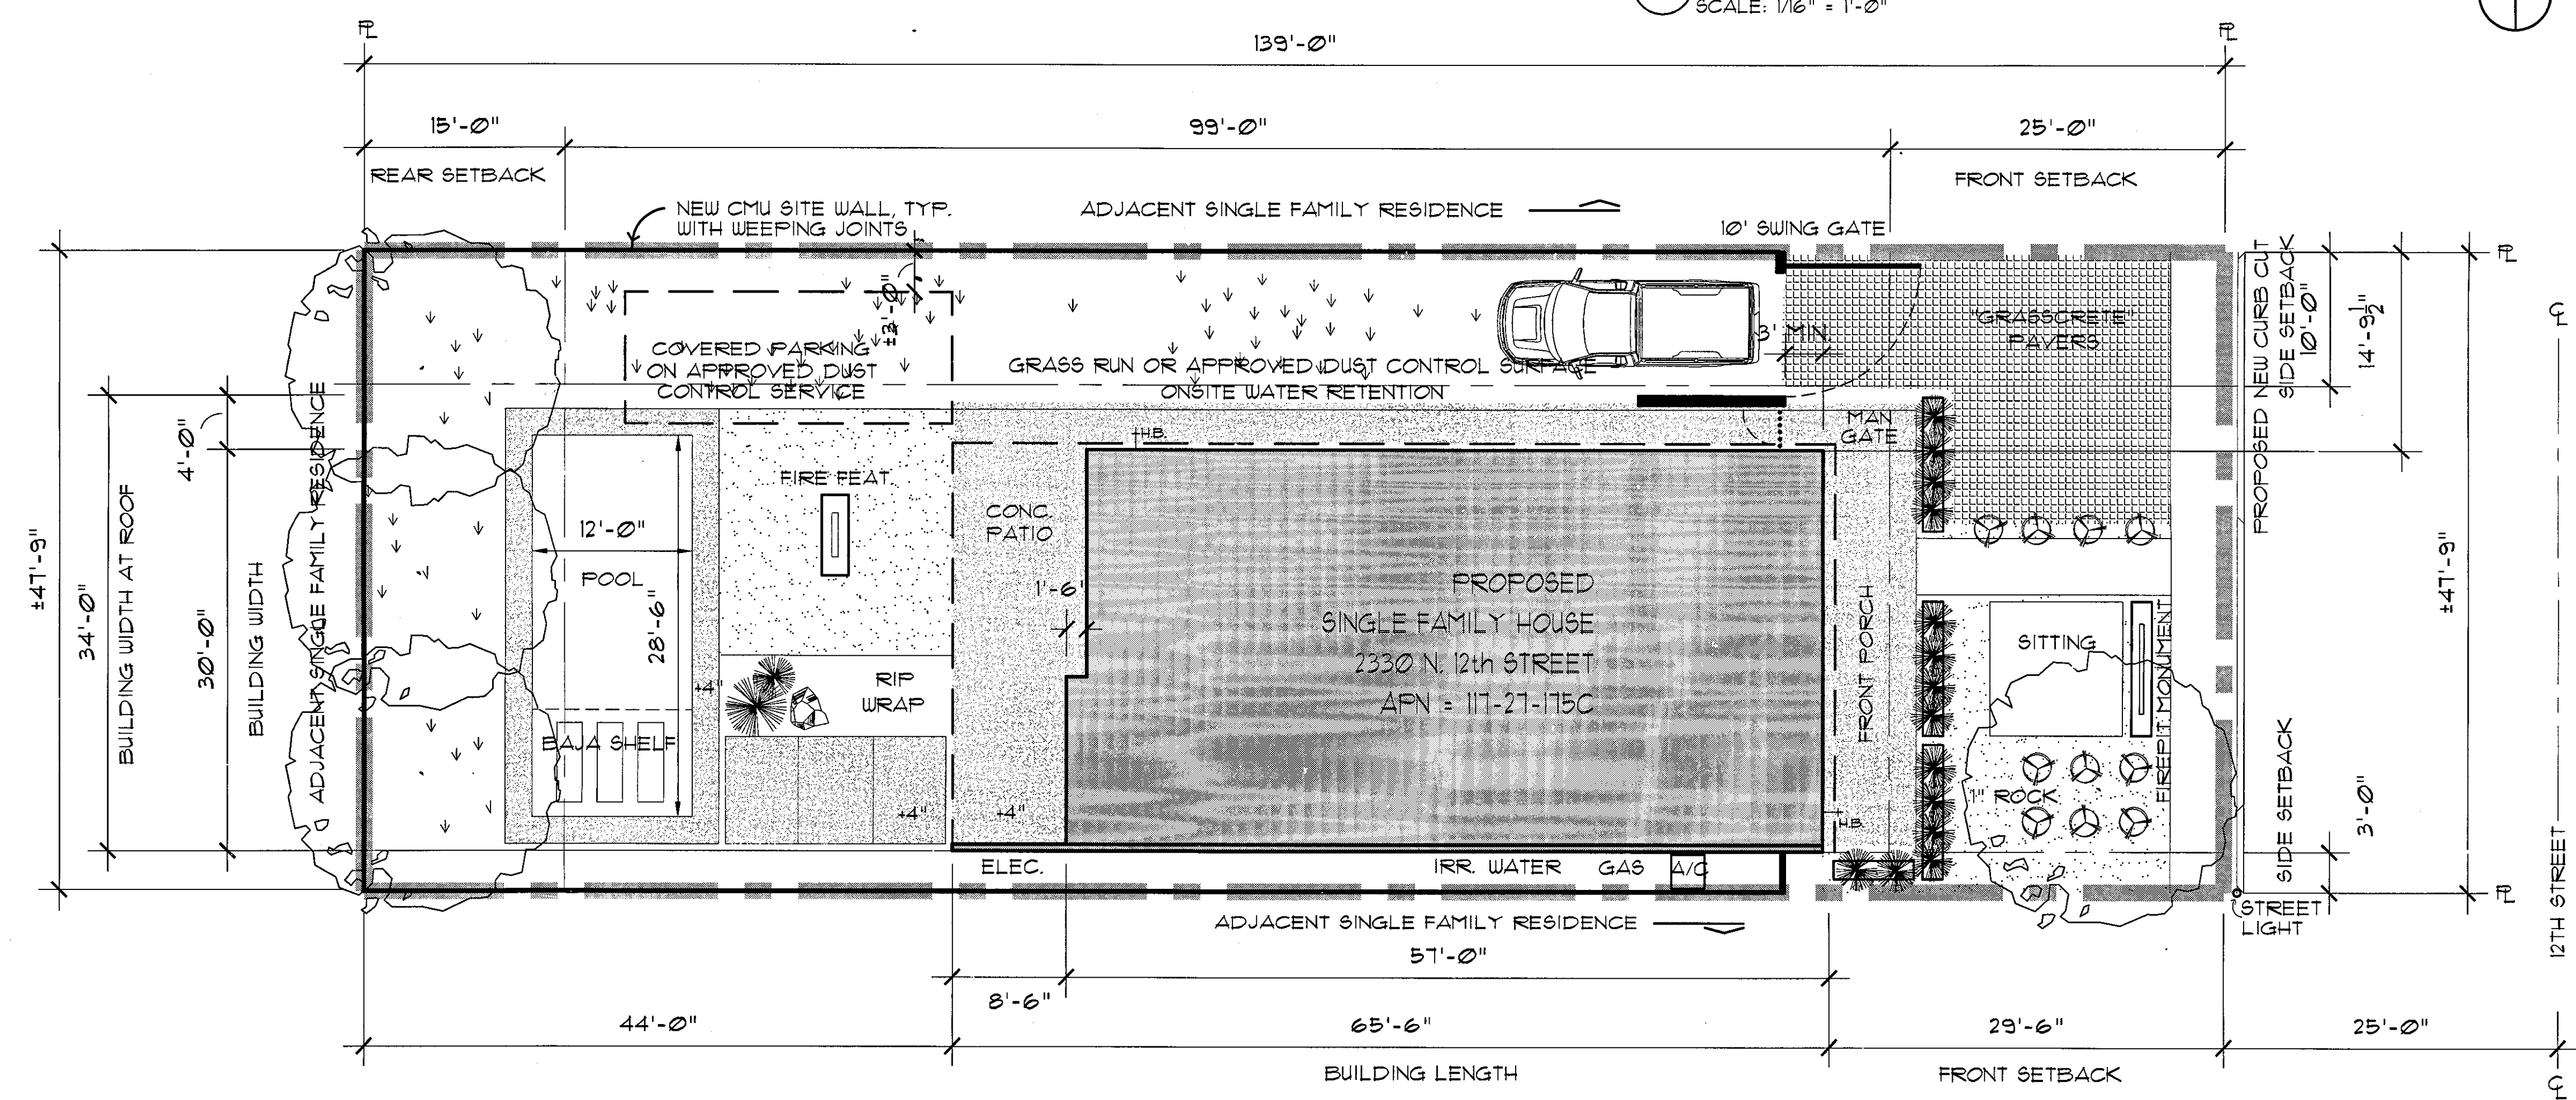 SCALE: 1/16" = 1'-0"
PL
PL
139'-0"
15'-0"
99'-0"
25'-0"
REAR SETBACK
FRONT SETBACK
NEW CMU SITE WALL, TYP.
WITH WEEPING JOINTS
ADJACENT SINGLE FAMILY RESIDENCE
10' SWING GATE
PL
±3'-0"
COVERED PARKING
ON APPROVED DUST
CONTROL SERVICE
GRASS RUN OR APPROVED DUST CONTROL SURFACE
ONSITE WATER RETENTION
3' MIN.
"GRASSCRETE"
PAVERS
PROPOSED NEW CURB CUT
SIDE SETBACK
10'-0"
14'-9 1/2"
CL
MAN
GATE
H.B.
4'-0"
±47'-9"
34'-0"
BUILDING WIDTH AT ROOF
30'-0"
BUILDING WIDTH
ADJACENT SINGLE FAMILY RESIDENCE
FIRE FEAT.
12'-0"
POOL
28'-6"
CONC.
PATIO
1'-6"
PROPOSED
SINGLE FAMILY HOUSE
2330 N. 12th STREET
APN = 117-27-175C
FRONT PORCH
SITTING
FIREPIT MONUMENT
±47'-9"
+4"
RIP
WRAP
BAJA SHELF
+4"
+4"
1" ROCK
H.B.
SIDE SETBACK
3'-0"
ELEC.
IRR. WATER
GAS
A/C
PL
STREET
LIGHT
12TH STREET
ADJACENT SINGLE FAMILY RESIDENCE
57'-0"
8'-6"
44'-0"
65'-6"
29'-6"
25'-0"
BUILDING LENGTH
FRONT SETBACK
CL